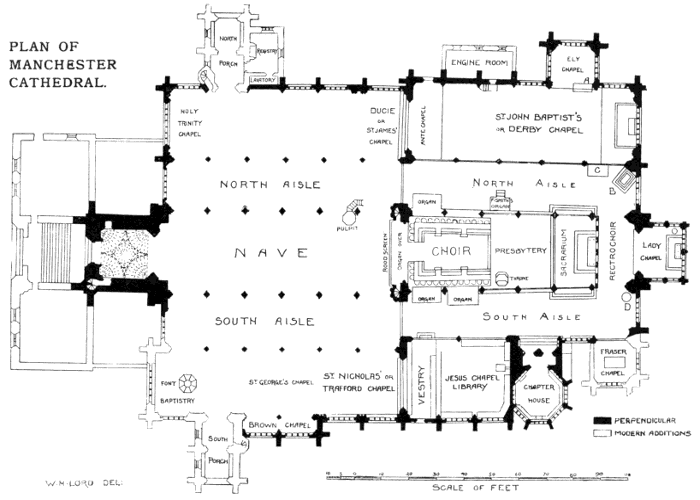 PLAN OF
MANCHESTER
CATHEDRAL.
NORTH
PORCH
REGISTRY
LAVATORY
ENGINE ROOM
ELY
CHAPEL
A
HOLY
TRINITY
CHAPEL
DUCIE
OR
ST JAMES'
CHAPEL
ANTE CHAPEL
ST JOHN BAPTIST'S
OR DERBY CHAPEL
NORTH AISLE
NORTH AISLE
C
B
ORGAN
PULPIT
NAVE
ROOD SCREEN
ORGAN OVER
CHOIR
PRESBYTERY
THRONE
SACRARIUM
RETROCHOIR
LADY
CHAPEL
SOUTH AISLE
ORGAN
ORGAN
SOUTH AISLE
D
FONT
BAPTISTRY
ST GEORGE'S CHAPEL
ST NICHOLAS' OR
TRAFFORD CHAPEL
VESTRY
JESUS CHAPEL
LIBRARY
CHAPTER
HOUSE
FRASER
CHAPEL
SOUTH
PORCH
BROWN CHAPEL
PERPENDICULAR
MODERN ADDITIONS
W.H.LORD DEL:
SCALE OF FEET